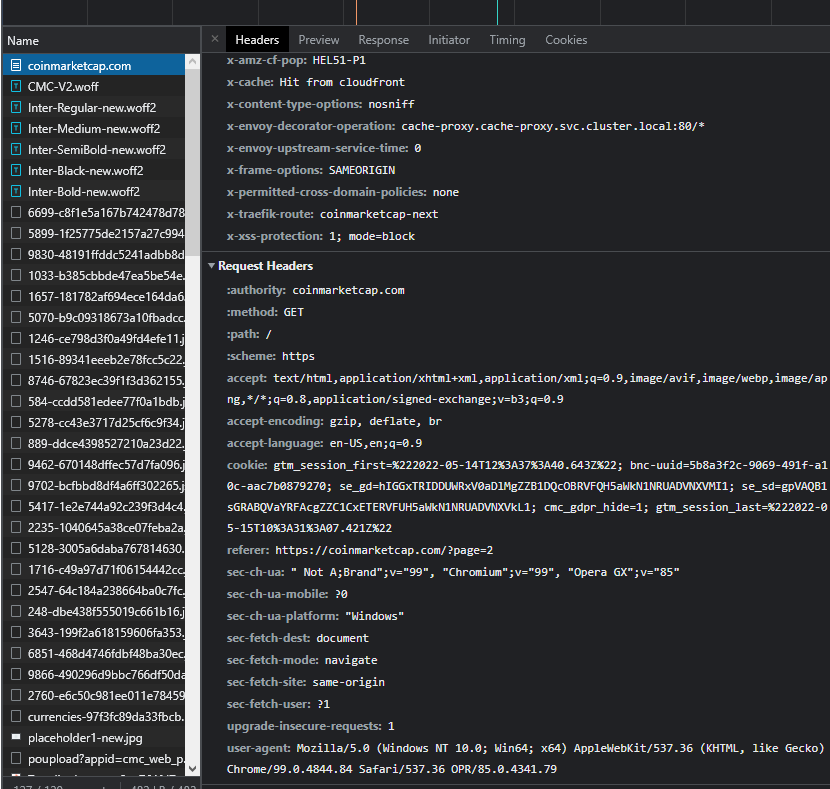 Name
coinmarketcap.com
CMC-V2.woff
Inter-Regular-new.woff2
Inter-Medium-new.woff2
Inter-SemiBold-new.woff2
Inter-Black-new.woff2
Inter-Bold-new.woff2
6699-c8f1e5a167b742478d78
5899-1f25775de2157a27c994
9830-48191ffddc5241adbb8d
1033-b385cbbde47ea5be54e.
1657-181782af694ece164da6
5070-b9c09318673a10fbadcc
1246-ce798d3f0a49fd4efe11.j
1516-89341eeeb2e78fcc5c22.
8746-67823ec39f1f3d362155.
584-ccdd581edee77f0a1bdb.j
5278-cc43e3717d25cf6c9f34.j
889-ddce4398527210a23d22.
9462-670148dffec57d7fa096.j
9702-bcfbbd8df4a6ff302265.j
5417-1e2e744a92c239f3d4c4.
2235-1040645a38ce07feba2a.
5128-3005a6daba767814630.
1716-c49a97d71f06154442cc.
2547-64c184a238664ba0c7fc.
248-dbe438f555019c661b16.j
3643-199f2a618159606fa353.
6851-468d4746fdbf48ba30ec.
9866-490296d9bbc766df50da
2760-e6c50c981ee011e78459
currencies-97f3fc89da33fbcb.
placeholder1-new.jpg
poupload?appid=cmc_web_p.
× Headers Preview Response Initiator Timing Cookies
x-amz-cf-pop: HEL51-P1
x-cache: Hit from cloudfront
x-content-type-options: nosniff
x-envoy-decorator-operation: cache-proxy.cache-proxy.svc.cluster.local:80/*
x-envoy-upstream-service-time: 0
x-frame-options: SAMEORIGIN
x-permitted-cross-domain-policies: none
x-traefik-route: coinmarketcap-next
x-xss-protection: 1; mode=block
Request Headers
:authority: coinmarketcap.com
:method: GET
:path: /
:scheme: https
accept: text/html,application/xhtml+xml,application/xml;q=0.9,image/avif,image/webp,image/ap
ng,*/*;q=0.8,application/signed-exchange;v=b3;q=0.9
accept-encoding: gzip, deflate, br
accept-language: en-US,en;q=0.9
cookie: gtm_session_first=%222022-05-14T12%3A37%3A40.643Z%22; bnc-uuid=5b8a3f2c-9069-491f-a1
0c-aac7b0879270; se_gd=hIGGxTRIDDUWRxV0aDlMgZZB1DQcOBRVFQH5aWkN1NRUADVNXVMI1; se_sd=gpVAQB1
sGRABQVaYRFAcgZZC1CxETERVFUH5aWkN1NRUADVNXVkL1; cmc_gdpr_hide=1; gtm_session_last=%222022-0
5-15T10%3A31%3A07.421Z%22
referer: https://coinmarketcap.com/?page=2
sec-ch-ua: " Not A;Brand";v="99", "Chromium";v="99", "Opera GX";v="85"
sec-ch-ua-mobile: ?0
sec-ch-ua-platform: "Windows"
sec-fetch-dest: document
sec-fetch-mode: navigate
sec-fetch-site: same-origin
sec-fetch-user: ?1
upgrade-insecure-requests: 1
user-agent: Mozilla/5.0 (Windows NT 10.0; Win64; x64) AppleWebKit/537.36 (KHTML, like Gecko)
Chrome/99.0.4844.84 Safari/537.36 OPR/85.0.4341.79